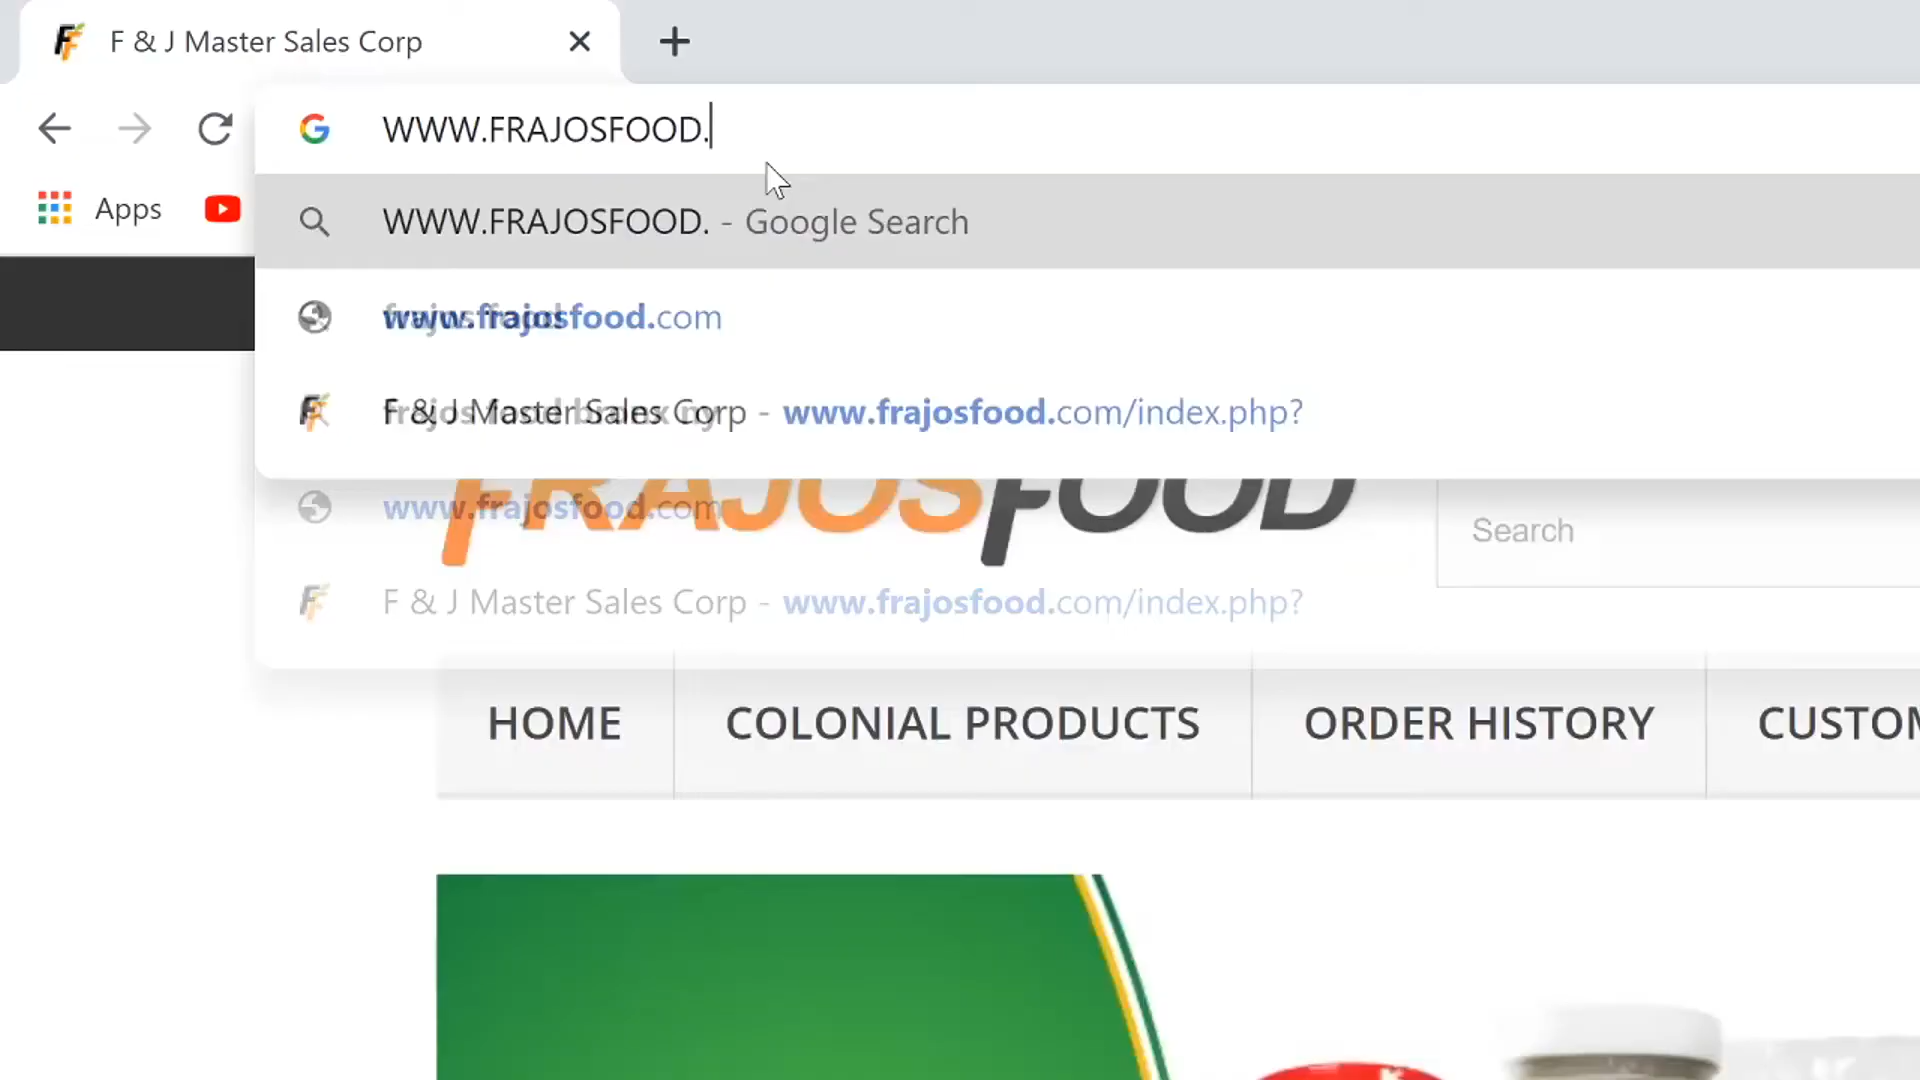 F & J Master Sales Corp
WWW.FRAJOSFOOD.
Apps
WWW.FRAJOSFOOD. - Google Search
www.frajosfood.com
F & J Master Sales Corp - www.frajosfood.com/index.php?
www.frajosfood.com
FRAJOSFOOD
Search
F & J Master Sales Corp - www.frajosfood.com/index.php?
HOME
COLONIAL PRODUCTS
ORDER HISTORY
CUSTOM